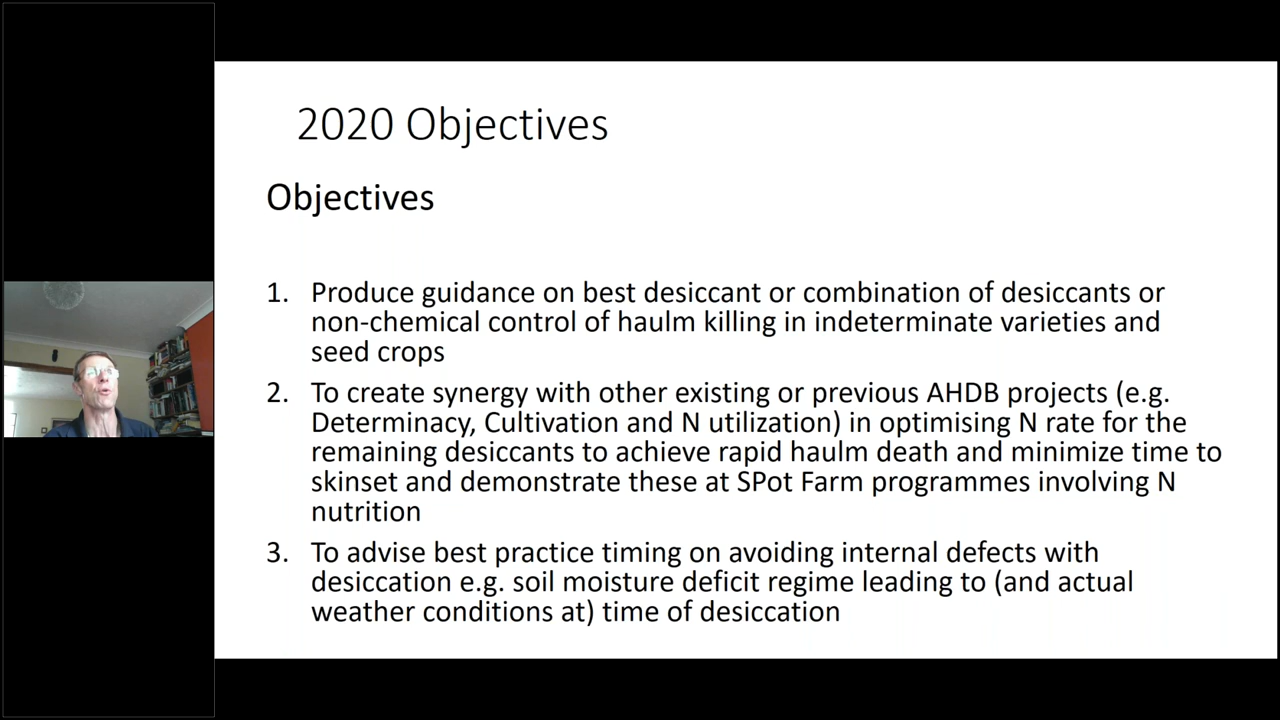 2020 Objectives
Objectives
1. Produce guidance on best desiccant or combination of desiccants or
non-chemical control of haulm killing in indeterminate varieties and
seed crops
2. To create synergy with other existing or previous AHDB projects (e.g.
Determinacy, Cultivation and N utilization) in optimising N rate for the
remaining desiccants to achieve rapid haulm death and minimize time to
skinset and demonstrate these at SPot Farm programmes involving N
nutrition
3. To advise best practice timing on avoiding internal defects with
desiccation e.g. soil moisture deficit regime leading to (and actual
weather conditions at) time of desiccation